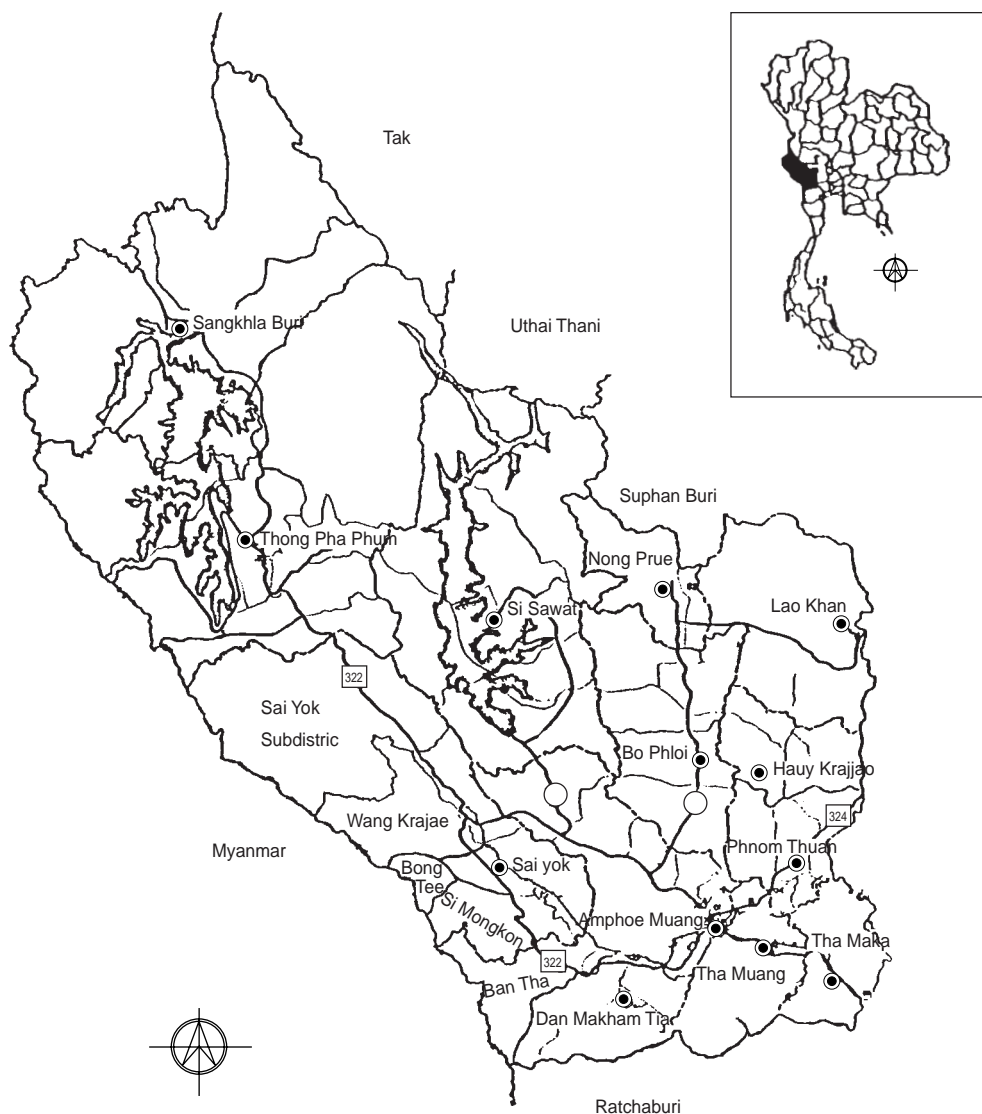 Tak
Sangkhla Buri
Uthai Thani
Suphan Buri
Thong Pha Phum
Nong Prue
Lao Khan
Si Sawat
322
Sai Yok
Subdistric
Bo Phloi
Hauy Krajjao
324
Wang Krajae
Myanmar
Phnom Thuan
Bong
Tee
Sai yok
Si Mongkon
Amphoe Muang
Tha Maka
322
Tha Muang
Ban Tha
Dan Makham Tia
Ratchaburi